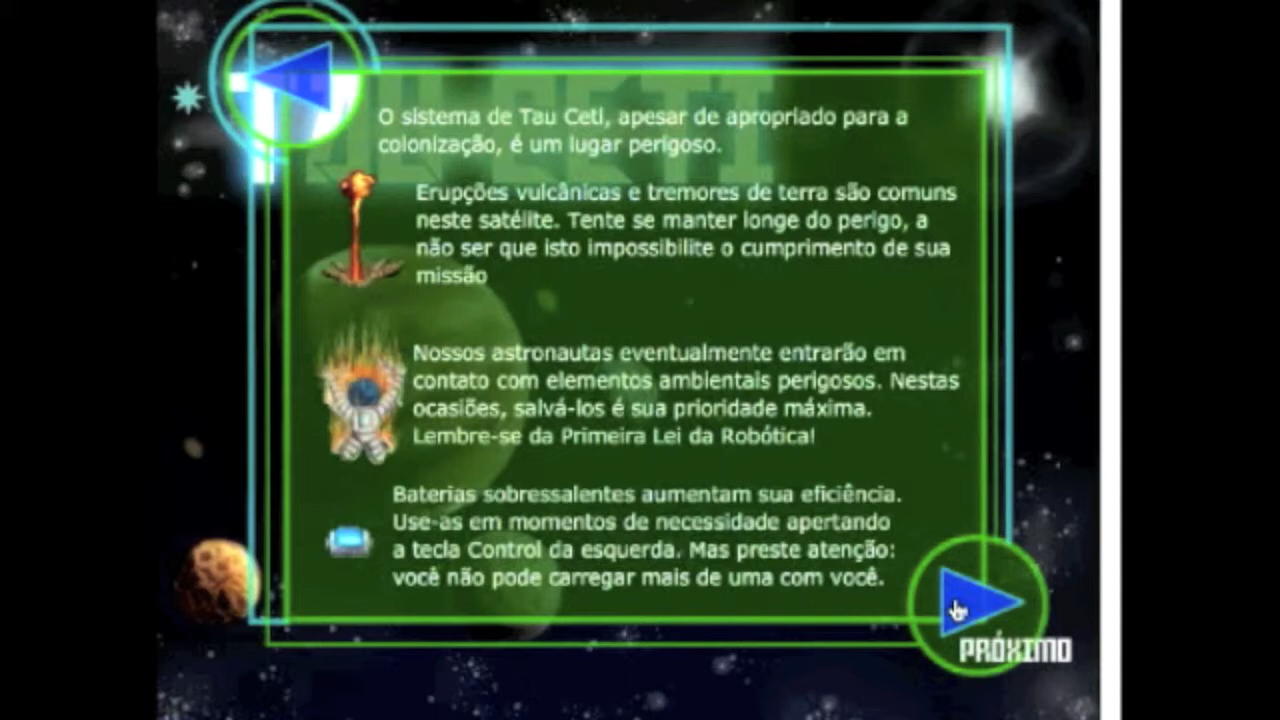 O sistema de Tau Ceti, apesar de apropriado para a
colonização, é um lugar perigoso.
Erupções vulcânicas e tremores de terra são comuns
neste satélite. Tente se manter longe do perigo, a
não ser que isto impossibilite o cumprimento de sua
missão
Nossos astronautas eventualmente entrarão em
contato com elementos ambientais perigosos. Nestas
ocasiões, salvá-los é sua prioridade máxima.
Lembre-se da Primeira Lei da Robótica!
Baterias sobressalentes aumentam sua eficiência.
Use-as em momentos de necessidade apertando
a tecla Control da esquerda. Mas preste atenção:
você não pode carregar mais de uma com você.
PRÓXIMO